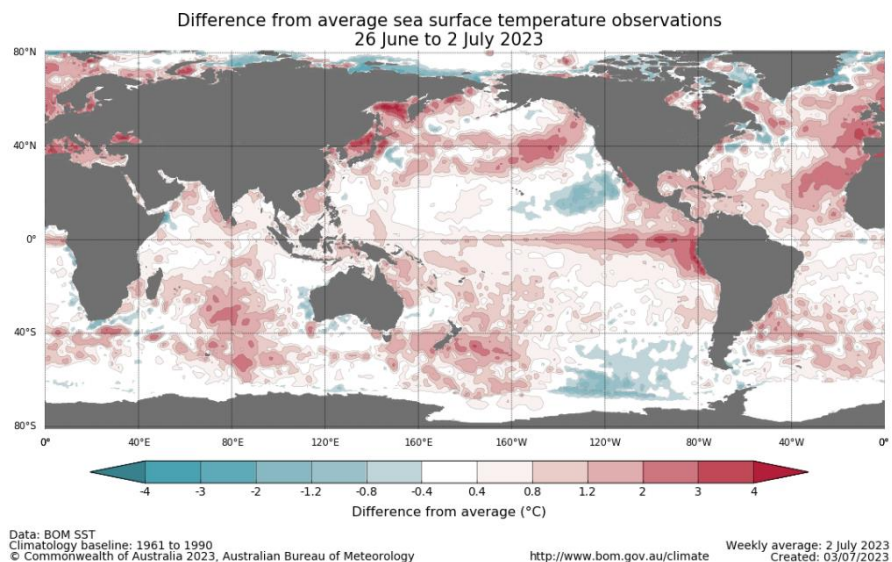 Difference from average sea surface temperature observations
26 June to 2 July 2023
80°N
40°N
0°
40°S
80°S
0° 40°E 80°E 120°E 160°E 160°W 120°W 80°W 40°W 0°
-4 -3 -2 -1.2 -0.8 -0.4 0.4 0.8 1.2 2 3 4
Difference from average (°C)
Data: BOM SST
Climatology baseline: 1961 to 1990
© Commonwealth of Australia 2023, Australian Bureau of Meteorology
http://www.bom.gov.au/climate
Weekly average: 2 July 2023
Created: 03/07/2023